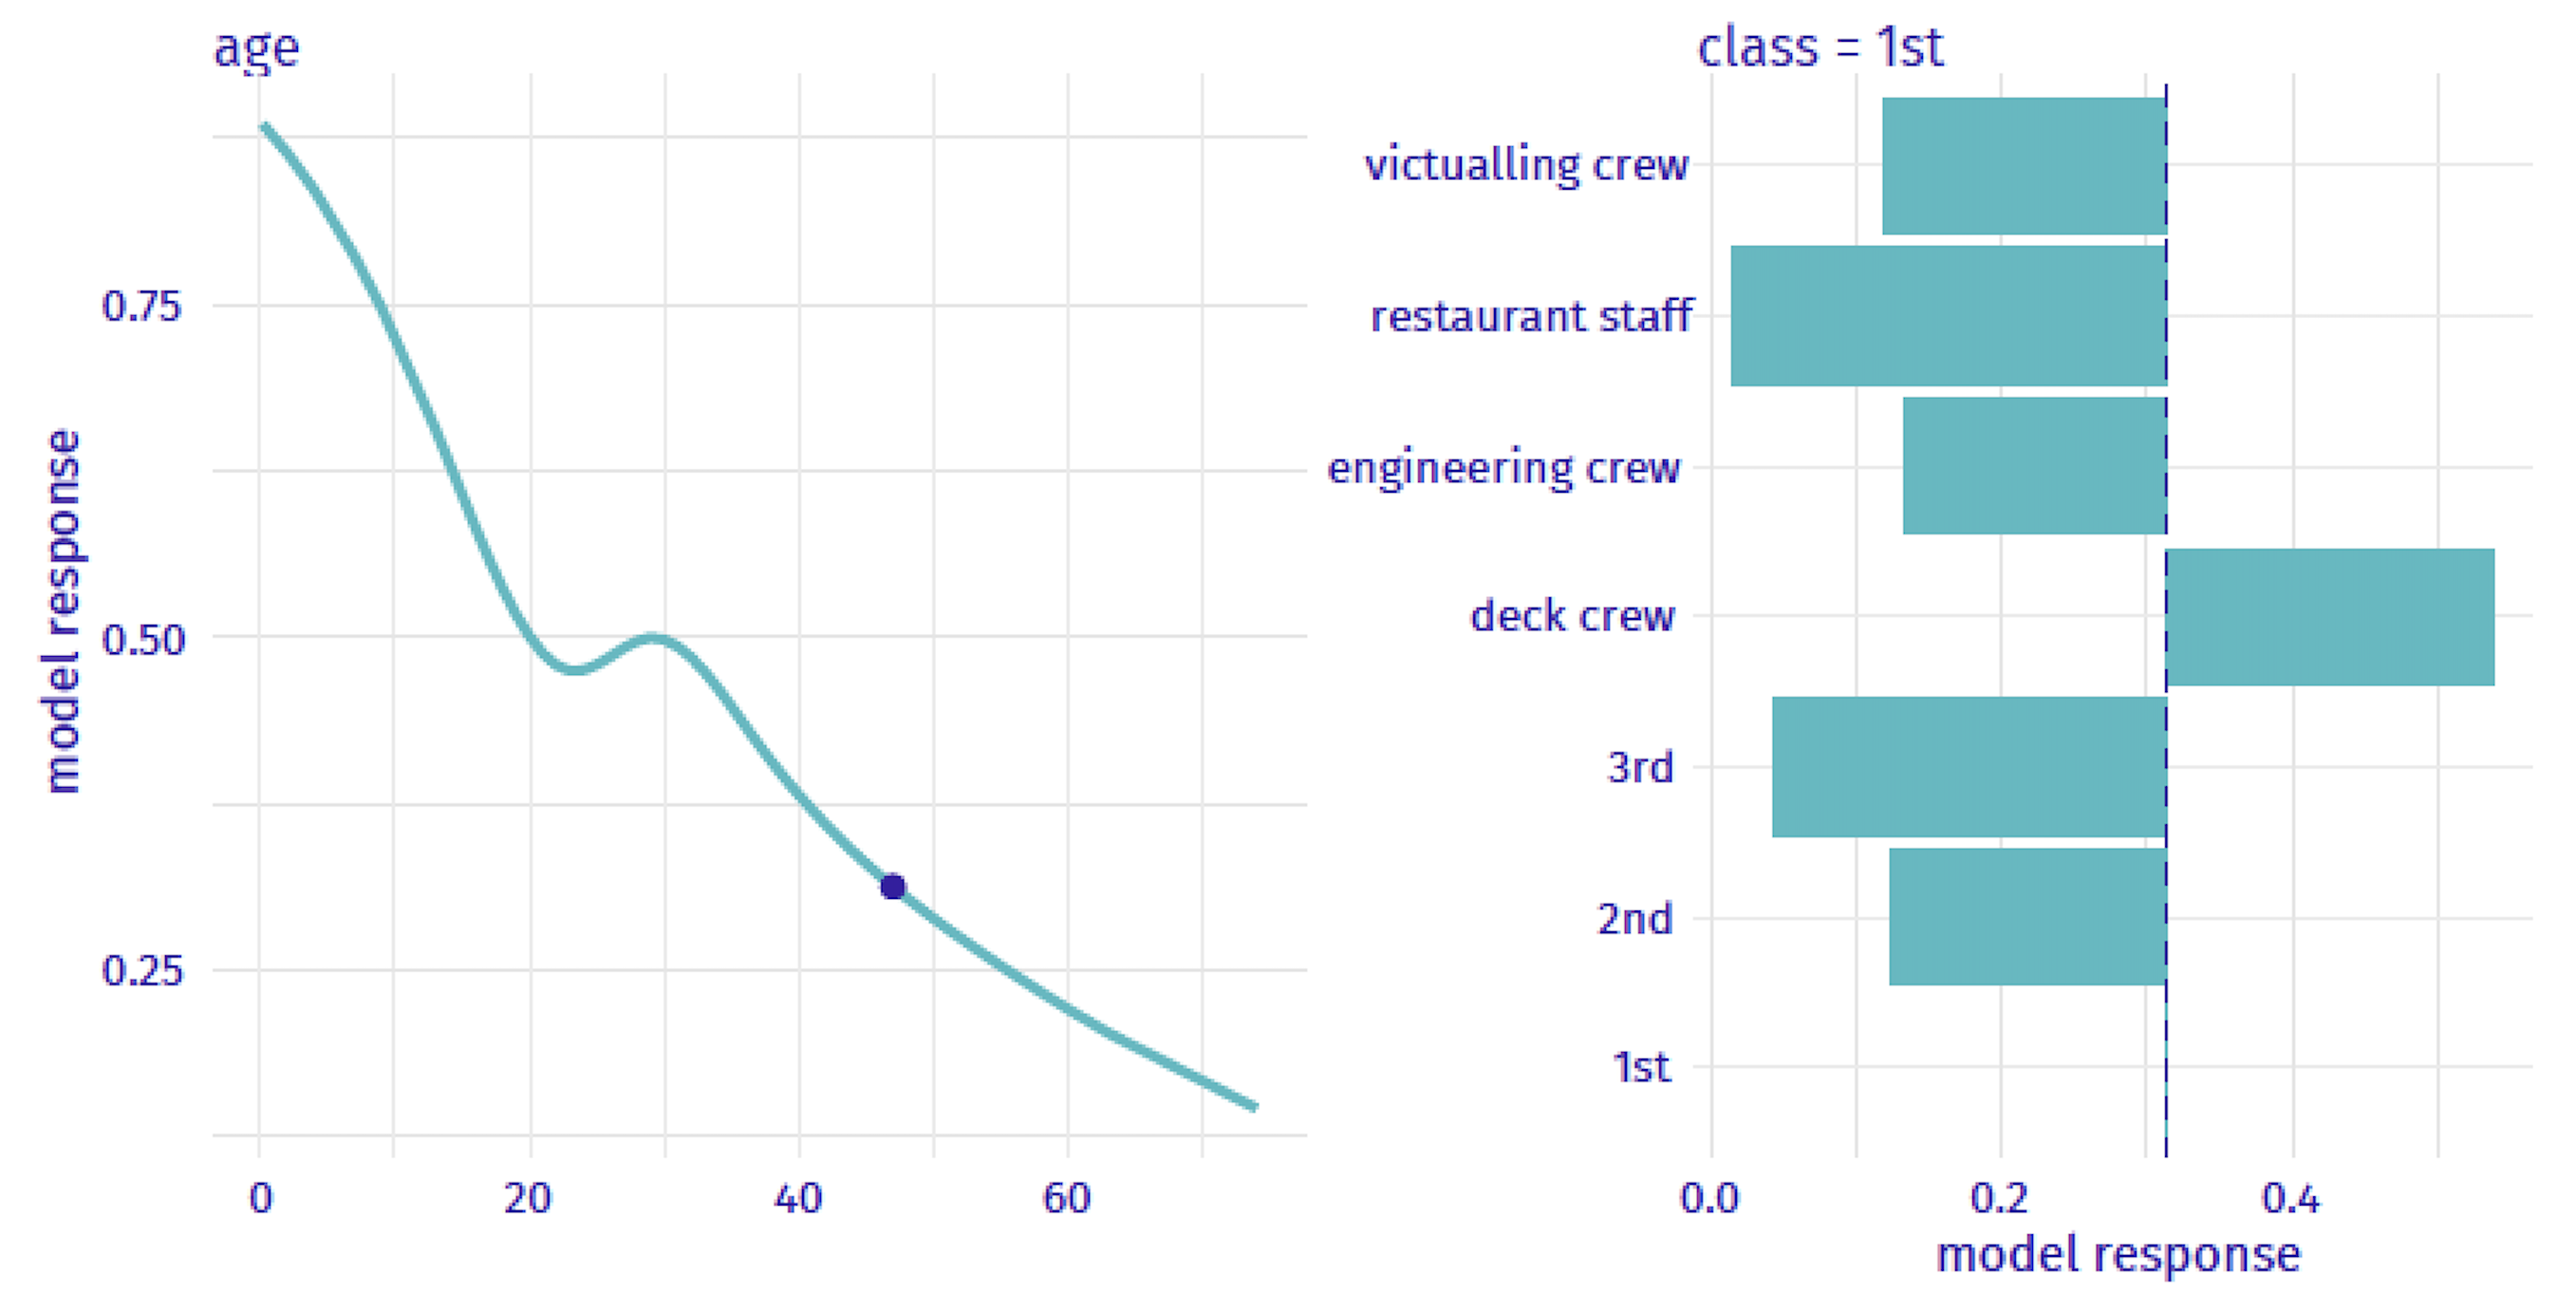 age
model response
0.75
0.50
0.25
0
20
40
60
class = 1st
victualling crew
restaurant staff
engineering crew
deck crew
3rd
2nd
1st
0.0
0.2
0.4
model response